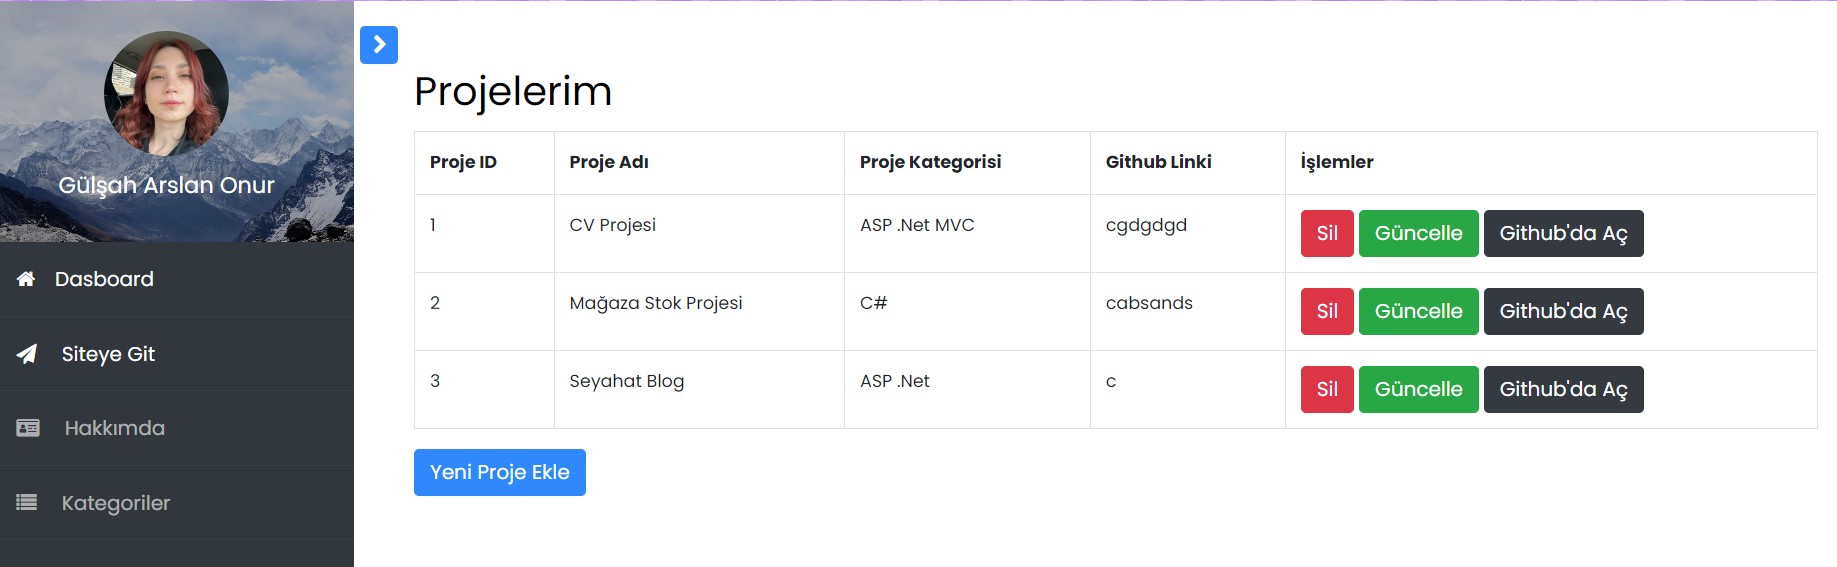 Gülşah Arslan Onur
Dasboard
Siteye Git
Hakkımda
Kategoriler
Projelerim
Proje ID Proje Adı Proje Kategorisi Github Linki İşlemler
1 CV Projesi ASP .Net MVC cgdgdgd Sil Güncelle Github'da Aç
2 Mağaza Stok Projesi C# cabsands Sil Güncelle Github'da Aç
3 Seyahat Blog ASP .Net c Sil Güncelle Github'da Aç
Yeni Proje Ekle